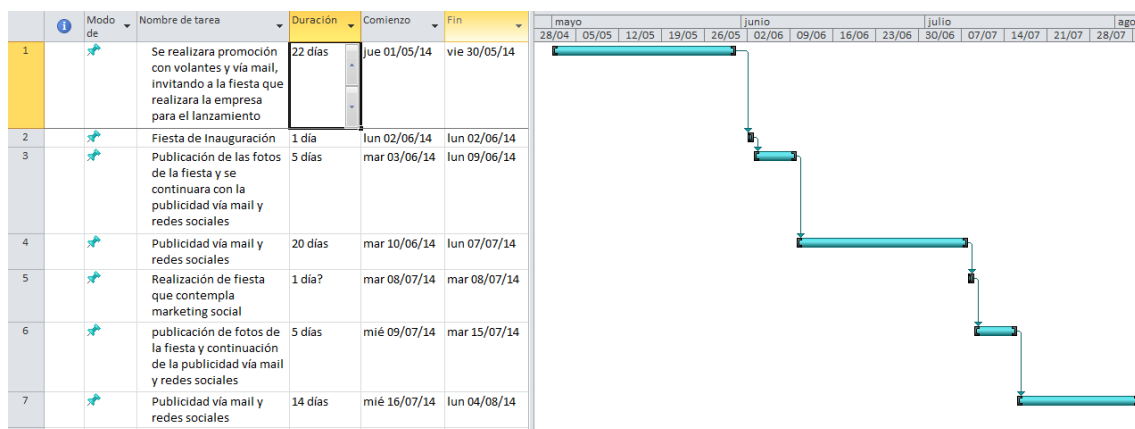 Modo de
Nombre de tarea
Duración
Comienzo
Fin
mayo
junio
julio
ago
28/04 05/05 12/05 19/05 26/05 02/06 09/06 16/06 23/06 30/06 07/07 14/07 21/07 28/07
1
Se realizara promoción
con volantes y vía mail,
invitando a la fiesta que
realizara la empresa
para el lanzamiento
22 días
jue 01/05/14
vie 30/05/14
2
Fiesta de Inauguración
1 día
lun 02/06/14
lun 02/06/14
3
Publicación de las fotos
de la fiesta y se
continuara con la
publicidad vía mail y
redes sociales
5 días
mar 03/06/14
lun 09/06/14
4
Publicidad vía mail y
redes sociales
20 días
mar 10/06/14
lun 07/07/14
5
Realización de fiesta
que contempla
marketing social
1 día?
mar 08/07/14
mar 08/07/14
6
publicación de fotos de
la fiesta y continuación
de la publicidad vía mail
y redes sociales
5 días
mié 09/07/14
mar 15/07/14
7
Publicidad vía mail y
redes sociales
14 días
mié 16/07/14
lun 04/08/14